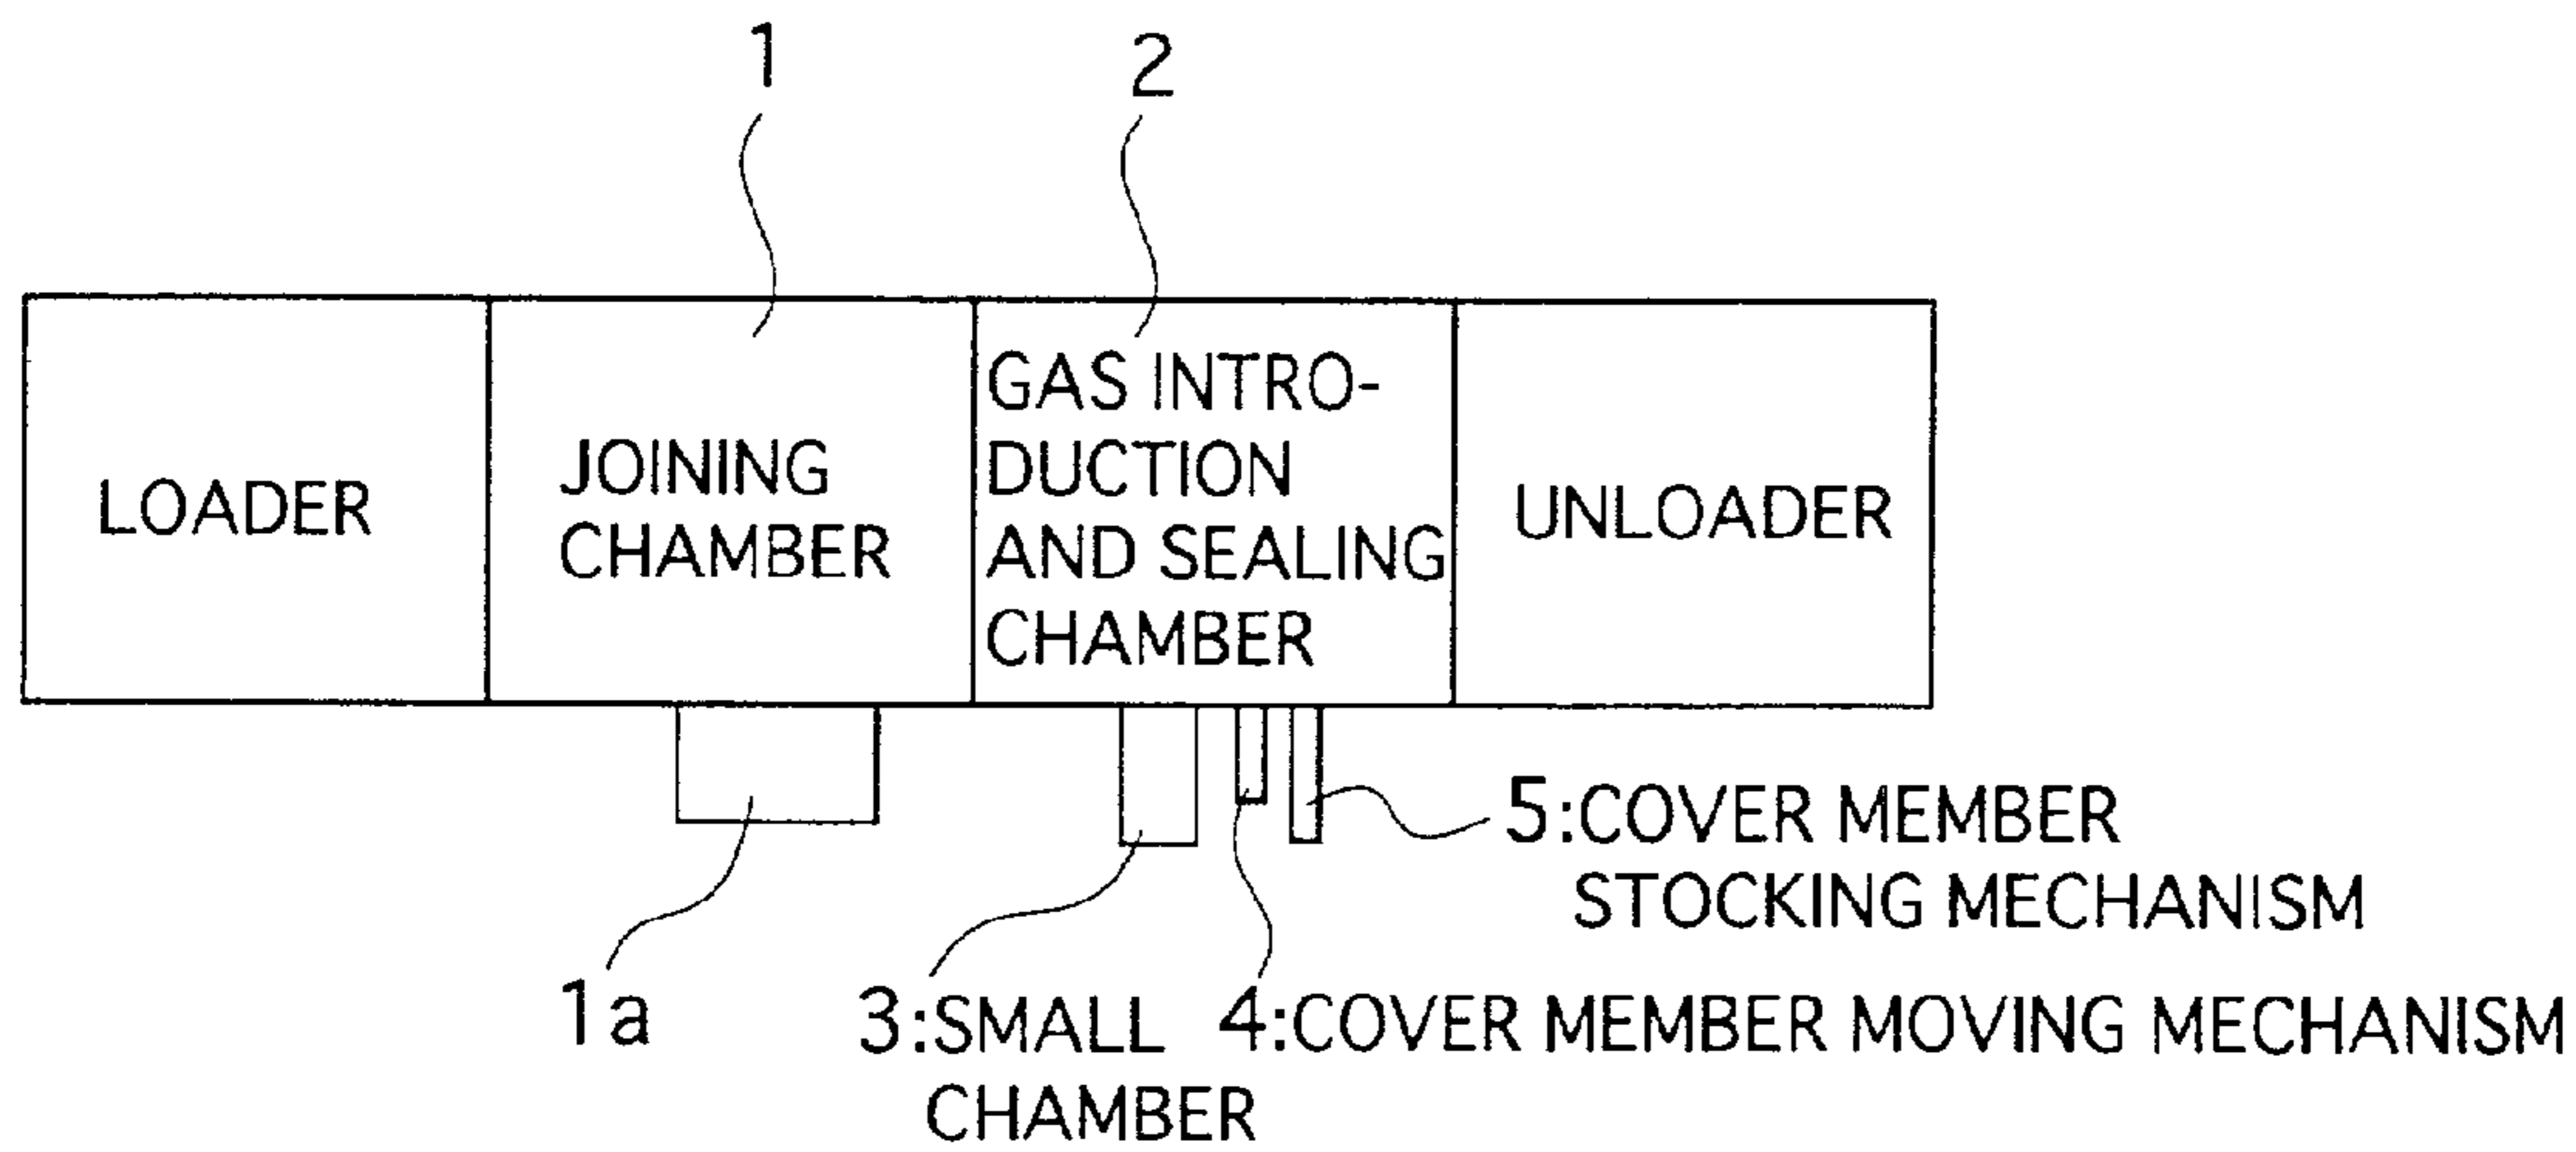 1
2
LOADER
JOINING
CHAMBER
GAS INTRO-
DUCTION
AND SEALING
CHAMBER
UNLOADER
1a
3:SMALL
CHAMBER
4:COVER MEMBER MOVING MECHANISM
5:COVER MEMBER
STOCKING MECHANISM